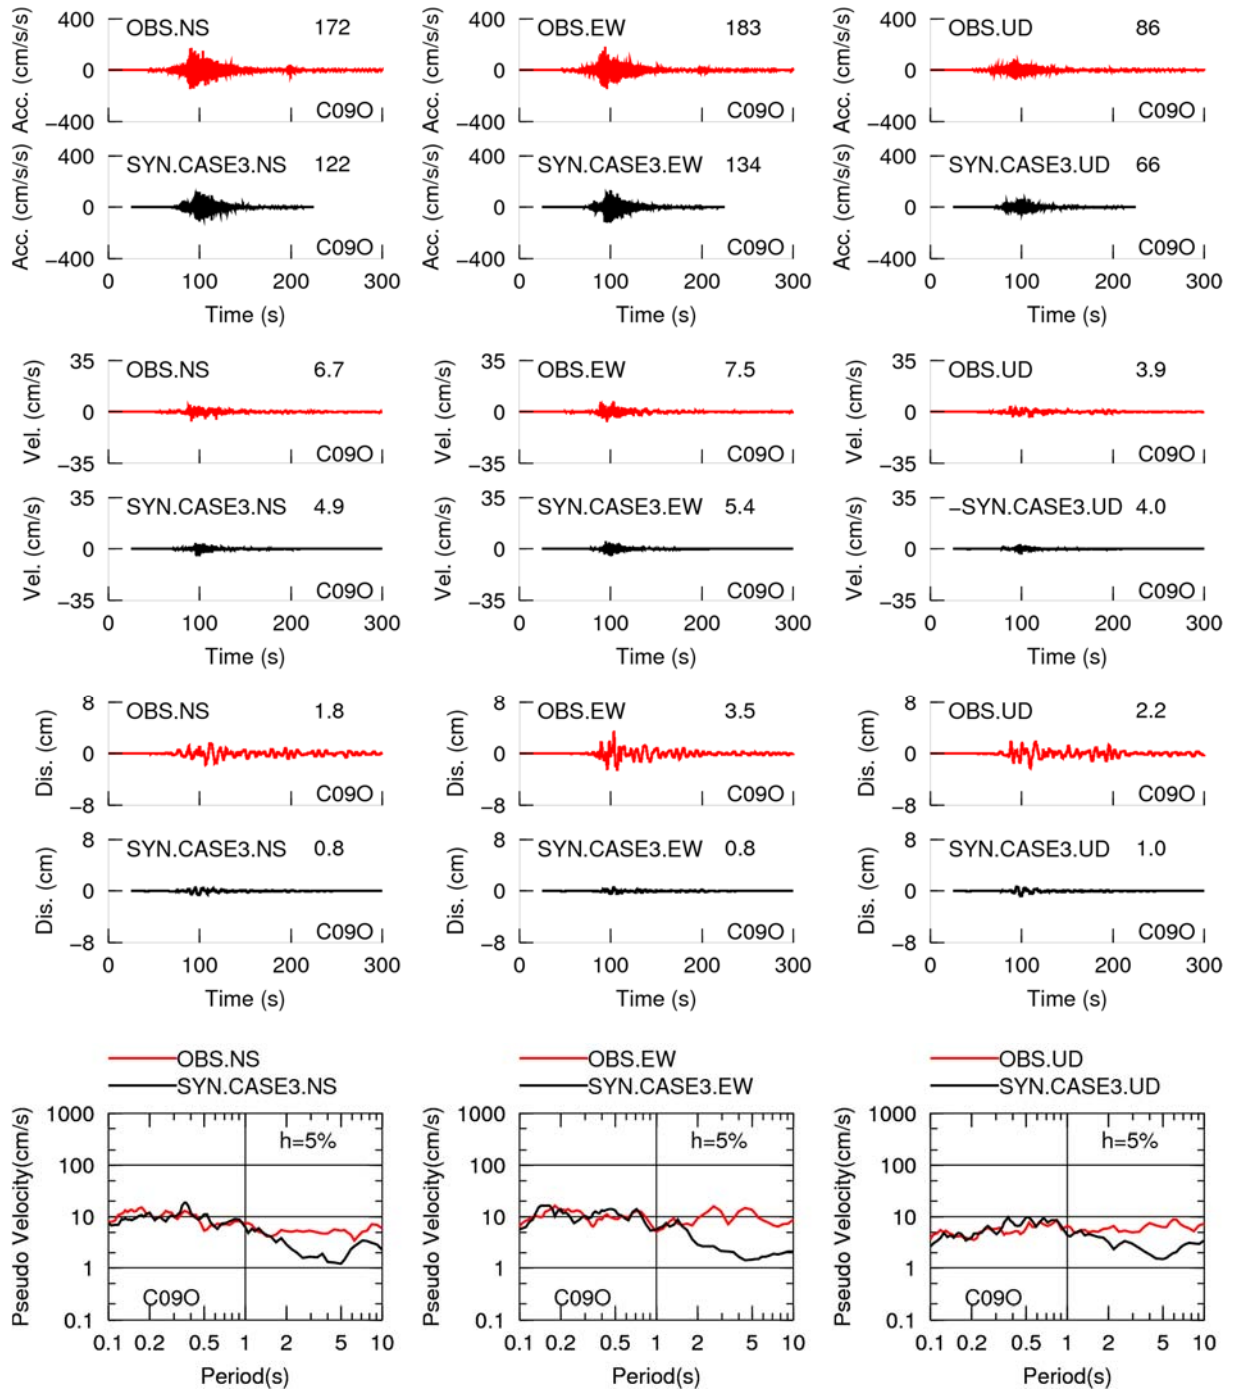 400 OBS.NS 172
0
−400 C09O
Acc. (cm/s/s)
400 OBS.EW 183
0
−400 C09O
Acc. (cm/s/s)
400 OBS.UD 86
0
−400 C09O
Acc. (cm/s/s)
400 SYN.CASE3.NS 122
0
−400 C09O
Acc. (cm/s/s)
0 100 200 300
Time (s)
400 SYN.CASE3.EW 134
0
−400 C09O
Acc. (cm/s/s)
0 100 200 300
Time (s)
400 SYN.CASE3.UD 66
0
−400 C09O
Acc. (cm/s/s)
0 100 200 300
Time (s)
35 OBS.NS 6.7
0
−35 C09O
Vel. (cm/s)
35 OBS.EW 7.5
0
−35 C09O
Vel. (cm/s)
35 OBS.UD 3.9
0
−35 C09O
Vel. (cm/s)
35 SYN.CASE3.NS 4.9
0
−35 C09O
Vel. (cm/s)
0 100 200 300
Time (s)
35 SYN.CASE3.EW 5.4
0
−35 C09O
Vel. (cm/s)
0 100 200 300
Time (s)
35 −SYN.CASE3.UD 4.0
0
−35 C09O
Vel. (cm/s)
0 100 200 300
Time (s)
8 OBS.NS 1.8
0
−8 C09O
Dis. (cm)
8 OBS.EW 3.5
0
−8 C09O
Dis. (cm)
8 OBS.UD 2.2
0
−8 C09O
Dis. (cm)
8 SYN.CASE3.NS 0.8
0
−8 C09O
Dis. (cm)
0 100 200 300
Time (s)
8 SYN.CASE3.EW 0.8
0
−8 C09O
Dis. (cm)
0 100 200 300
Time (s)
8 SYN.CASE3.UD 1.0
0
−8 C09O
Dis. (cm)
0 100 200 300
Time (s)
OBS.NS
SYN.CASE3.NS
1000
h=5%
100
10
1
C09O
0.1
Pseudo Velocity(cm/s)
0.1 0.2 0.5 1 2 5 10
Period(s)
OBS.EW
SYN.CASE3.EW
1000
h=5%
100
10
1
C09O
0.1
Pseudo Velocity(cm/s)
0.1 0.2 0.5 1 2 5 10
Period(s)
OBS.UD
SYN.CASE3.UD
1000
h=5%
100
10
1
C09O
0.1
Pseudo Velocity(cm/s)
0.1 0.2 0.5 1 2 5 10
Period(s)